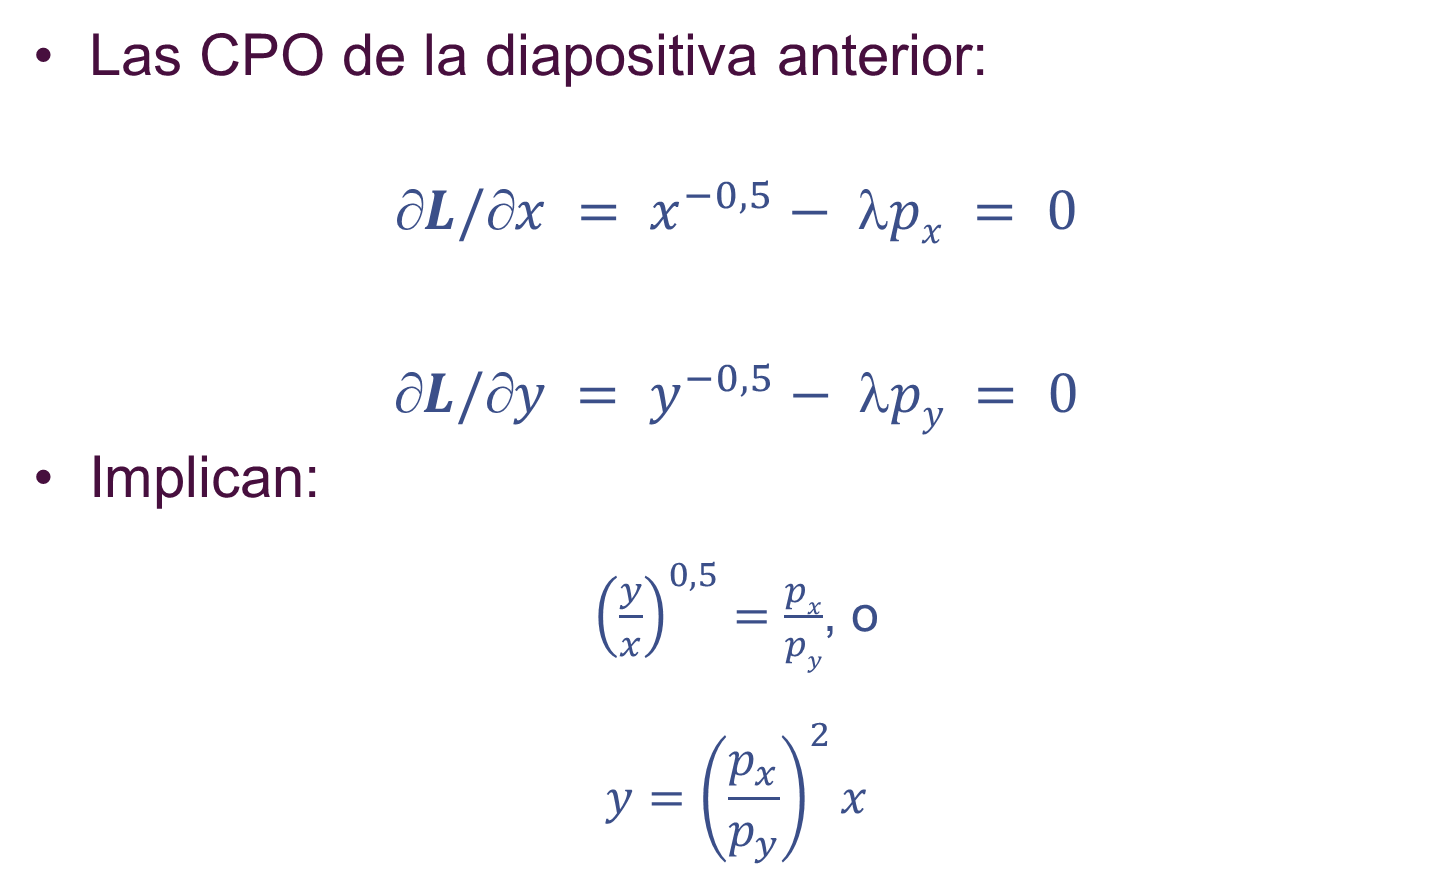 • Las CPO de la diapositiva anterior:
∂L/∂x = x^{−0,5} − λp_x = 0
∂L/∂y = y^{−0,5} − λp_y = 0
• Implican:
(y/x)^{0,5} = p_x/p_y, o
y = (p_x/p_y)^2 x